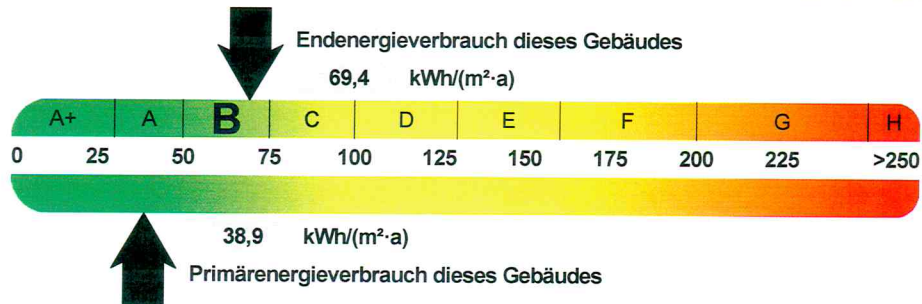 Endenergieverbrauch dieses Gebäudes
69,4 kWh/(m²·a)
A+ A B C D E F G H
0 25 50 75 100 125 150 175 200 225 >250
38,9 kWh/(m²·a)
Primärenergieverbrauch dieses Gebäudes